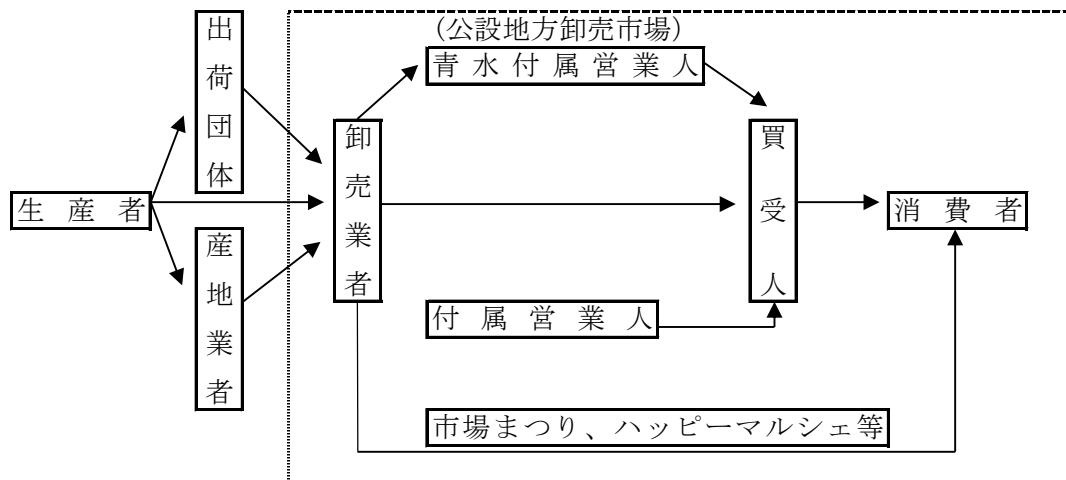 (公設地方卸売市場)
出荷団体
青水付属営業人
卸売業者
買受人
生産者
消費者
産地業者
付属営業人
市場まつり、ハッピーマルシェ等